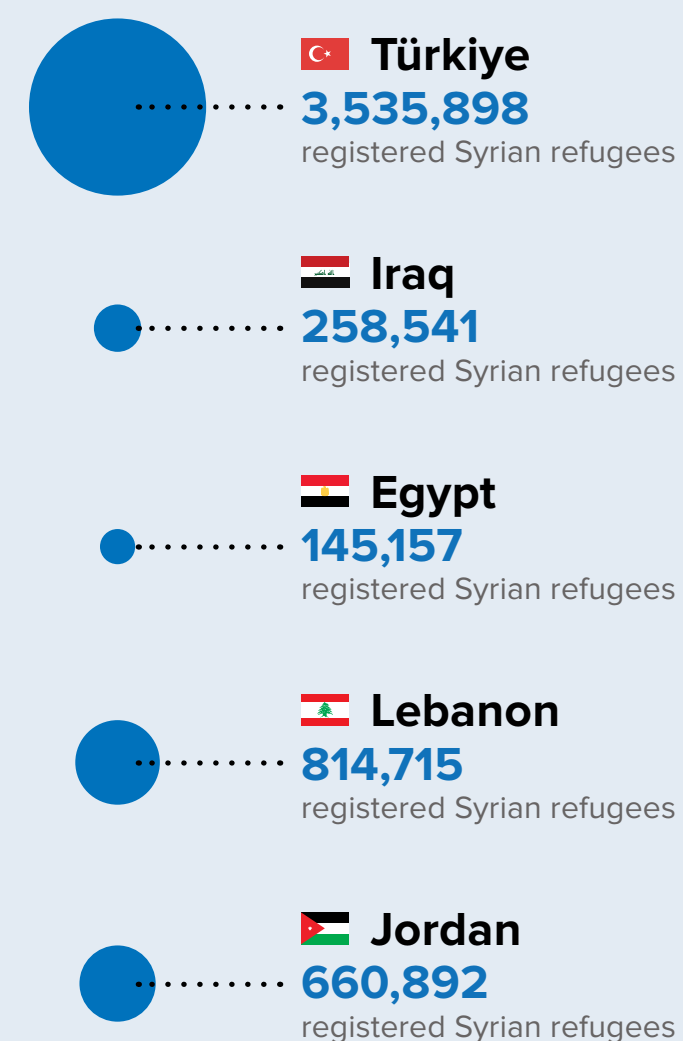 Türkiye
3,535,898
registered Syrian refugees
Iraq
258,541
registered Syrian refugees
Egypt
145,157
registered Syrian refugees
Lebanon
814,715
registered Syrian refugees
Jordan
660,892
registered Syrian refugees